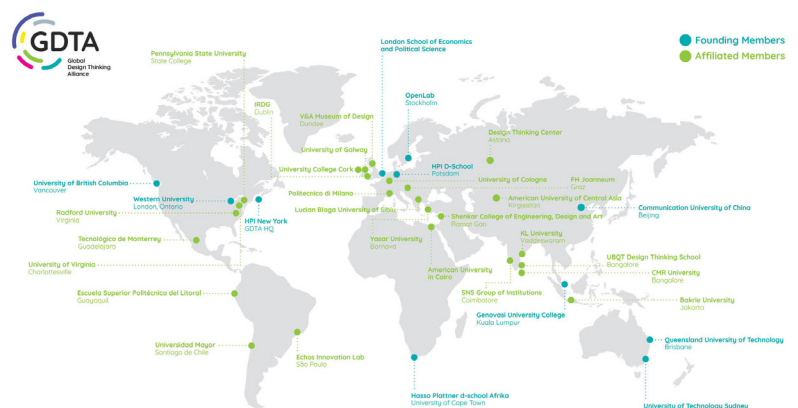 GDTA
Global
Design Thinking
Alliance
Founding Members
Affiliated Members
London School of Economics
and Political Science
Pennsylvania State University
State College
OpenLab
Stockholm
IRDG
Dublin
V&A Museum of Design
Dundee
Design Thinking Center
Astana
University of Galway
University College Cork
HPI D-School
Potsdam
University of Cologne
FH Joanneum
Graz
University of British Columbia
Vancouver
Western University
London, Ontario
Politecnico di Milano
American University of Central Asia
Kirgistan
Radford University
Virginia
HPI New York
GDTA HQ
Lucian Blaga University of Sibiu
Shenkar College of Engineering, Design and Art
Ramat Gan
Communication University of China
Beijing
Tecnológico de Monterrey
Guadalajara
Yasar University
Bornova
KL University
Vaddeswaram
University of Virginia
Charlottesville
American University
in Cairo
UBQT Design Thinking School
Bangalore
CMR University
Bangalore
Escuela Superior Politécnica del Litoral
Guayaquil
SNS Group of Institutions
Coimbatore
Bakrie University
Jakarta
Genovasi University College
Kuala Lumpur
Universidad Mayor
Santiago de Chile
Echos Innovation Lab
São Paulo
Queensland University of Technology
Brisbane
Hasso Plattner d-school Afrika
University of Cape Town
University of Technology Sydney